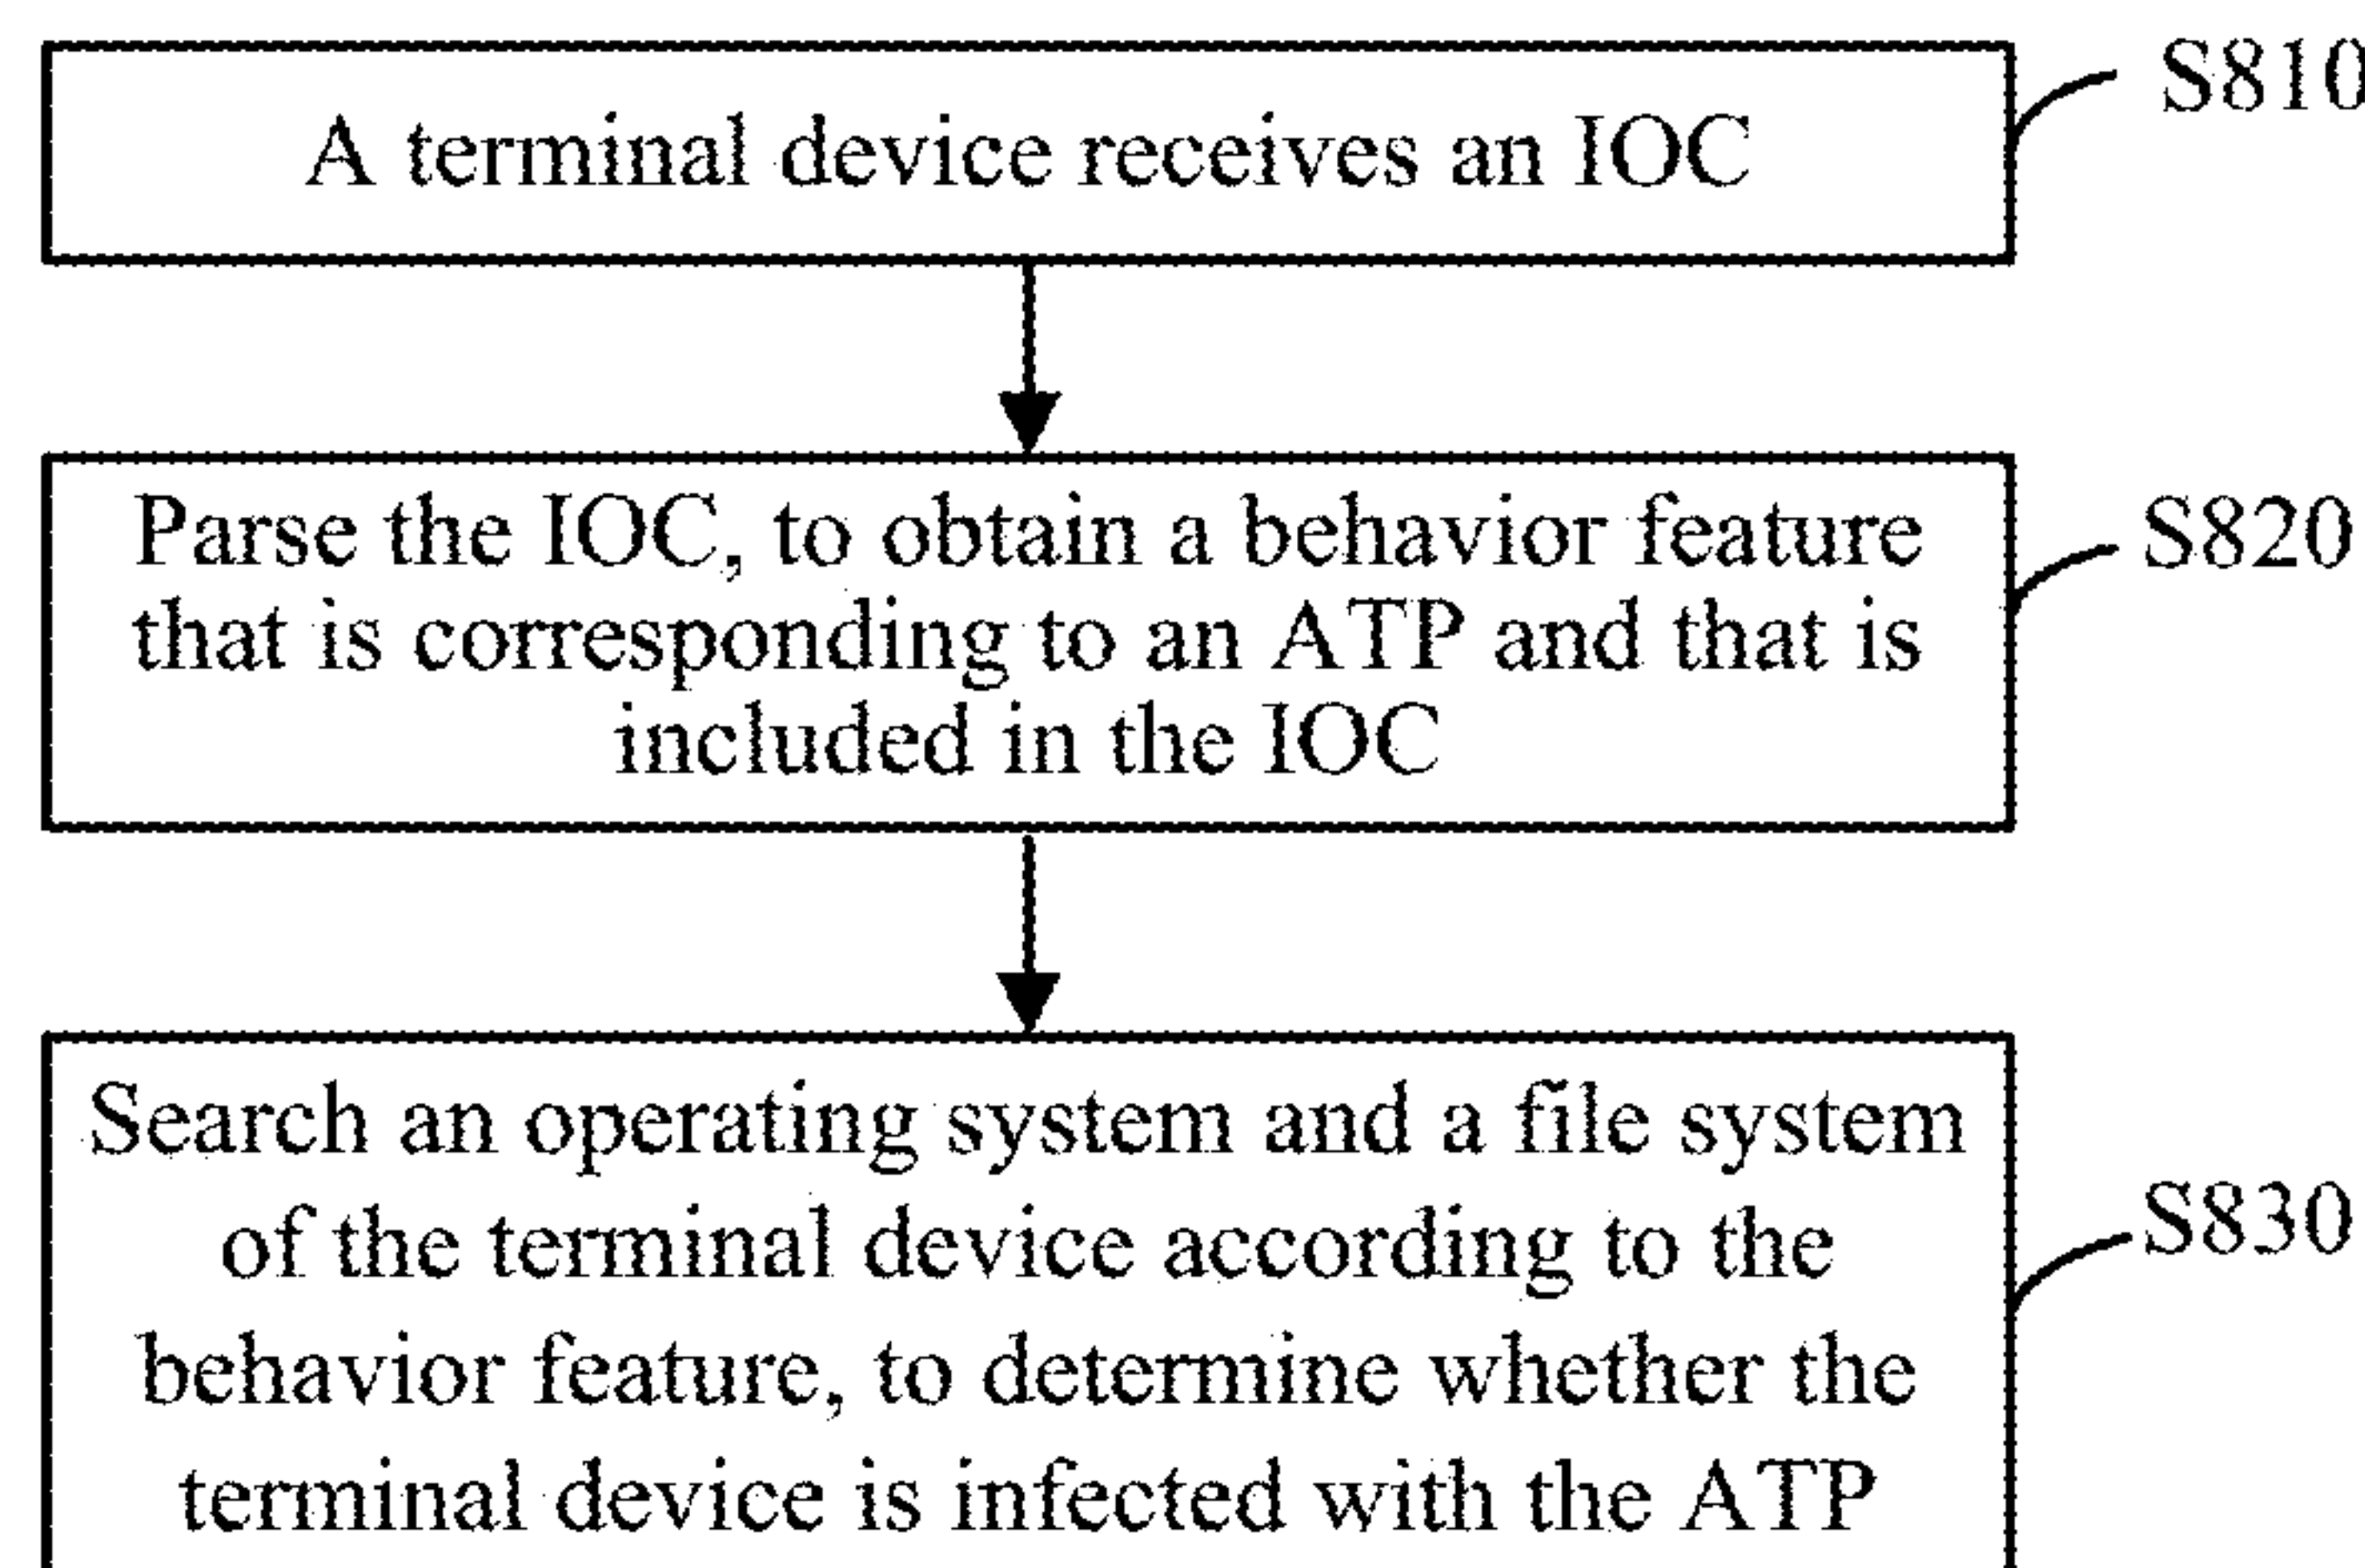 A terminal device receives an IOC
S810
Parse the IOC, to obtain a behavior feature
that is corresponding to an ATP and that is
included in the IOC
S820
Search an operating system and a file system
of the terminal device according to the
behavior feature, to determine whether the
terminal device is infected with the ATP
S830